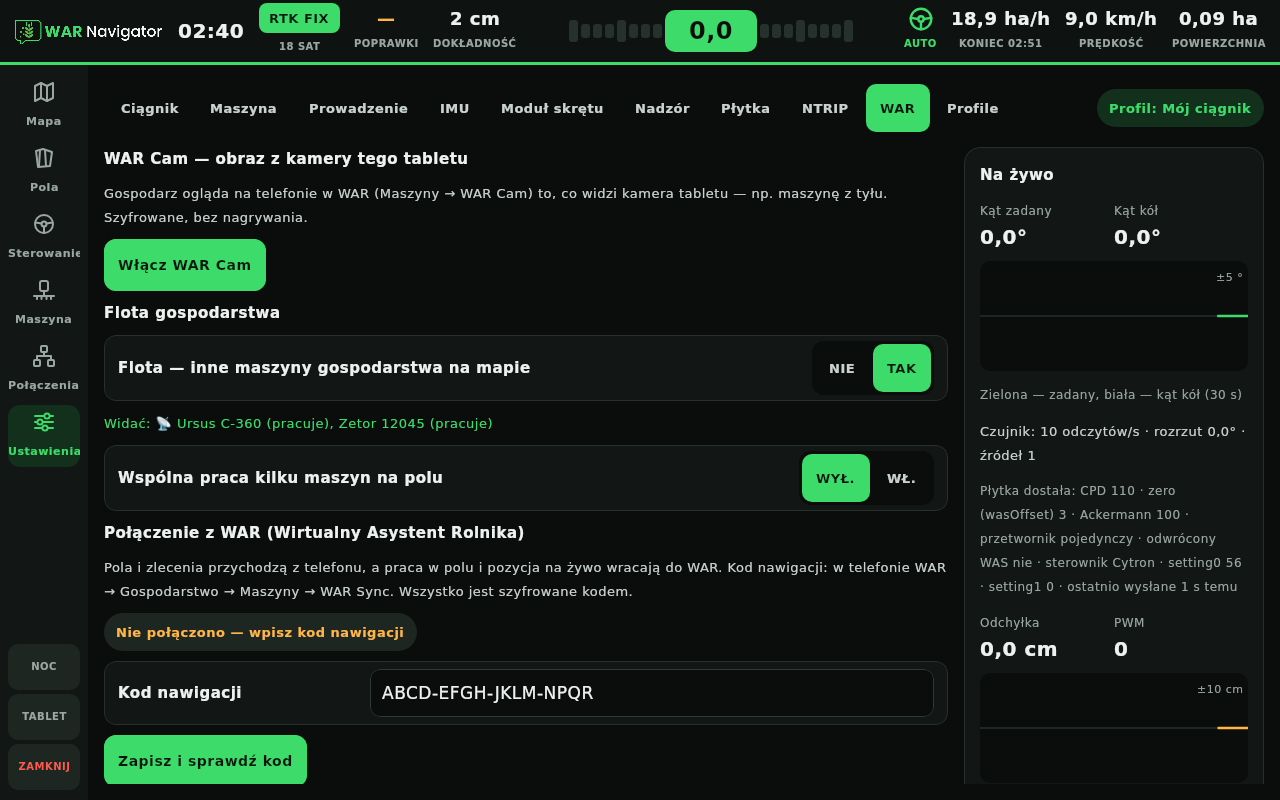 WAR Navigator
02:40
RTK FIX
18 SAT
—
POPRAWKI
2 cm
DOKŁADNOŚĆ
0,0
AUTO
18,9 ha/h
KONIEC 02:51
9,0 km/h
PRĘDKOŚĆ
0,09 ha
POWIERZCHNIA
Mapa
Pola
Sterowanie
Maszyna
Połączenia
Ustawienia
NOC
TABLET
ZAMKNIJ
Ciągnik
Maszyna
Prowadzenie
IMU
Moduł skrętu
Nadzór
Płytka
NTRIP
WAR
Profile
Profil: Mój ciągnik
WAR Cam — obraz z kamery tego tabletu
Gospodarz ogląda na telefonie w WAR (Maszyny → WAR Cam) to, co widzi kamera tabletu — np. maszynę z tyłu.
Szyfrowane, bez nagrywania.
Włącz WAR Cam
Flota gospodarstwa
Flota — inne maszyny gospodarstwa na mapie
NIE
TAK
Widać: 📡 Ursus C-360 (pracuje), Zetor 12045 (pracuje)
Wspólna praca kilku maszyn na polu
WYŁ.
WŁ.
Połączenie z WAR (Wirtualny Asystent Rolnika)
Pola i zlecenia przychodzą z telefonu, a praca w polu i pozycja na żywo wracają do WAR. Kod nawigacji: w telefonie WAR
→ Gospodarstwo → Maszyny → WAR Sync. Wszystko jest szyfrowane kodem.
Nie połączono — wpisz kod nawigacji
Kod nawigacji
ABCD-EFGH-JKLM-NPQR
Zapisz i sprawdź kod
Na żywo
Kąt zadany
Kąt kół
0,0°
0,0°
±5 °
Zielona — zadany, biała — kąt kół (30 s)
Czujnik: 10 odczytów/s · rozrzut 0,0° ·
źródeł 1
Płytka dostała: CPD 110 · zero
(wasOffset) 3 · Ackermann 100 ·
przetwornik pojedynczy · odwrócony
WAS nie · sterownik Cytron · setting0 56
· setting1 0 · ostatnio wysłane 1 s temu
Odchyłka
PWM
0,0 cm
0
±10 cm